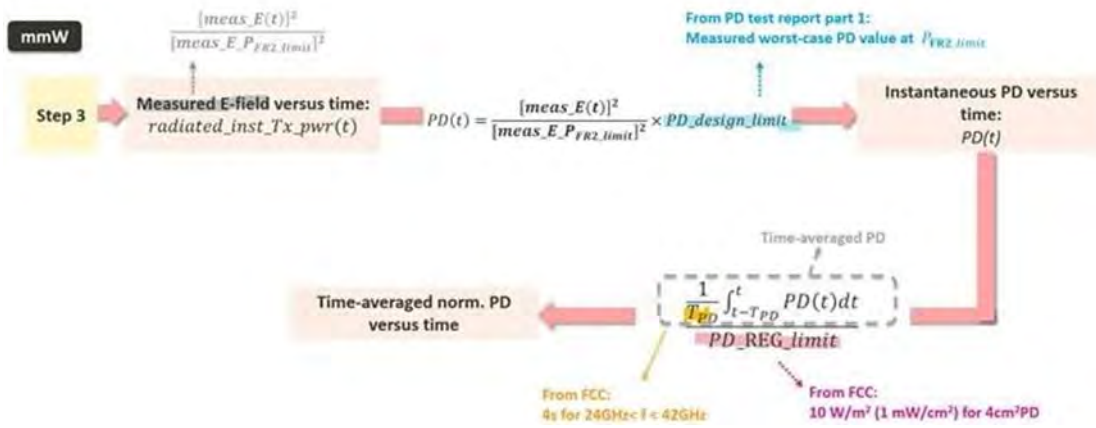 mmW
[meas_E(t)]²
[meas_E_P_FR2_limit]²
From PD test report part 1:
Measured worst-case PD value at P_FR2_limit
Step 3
Measured E-field versus time:
radiated_inst_Tx_pwr(t)
PD(t) = [meas_E(t)]² / [meas_E_P_FR2_limit]² × PD_design_limit
Instantaneous PD versus
time:
PD(t)
Time-averaged PD
1/T_PD ∫_{t-T_PD}^{t} PD(t)dt
PD_REG_limit
Time-averaged norm. PD
versus time
From FCC:
4s for 24GHz< f < 42GHz
From FCC:
10 W/m² (1 mW/cm²) for 4cm²PD